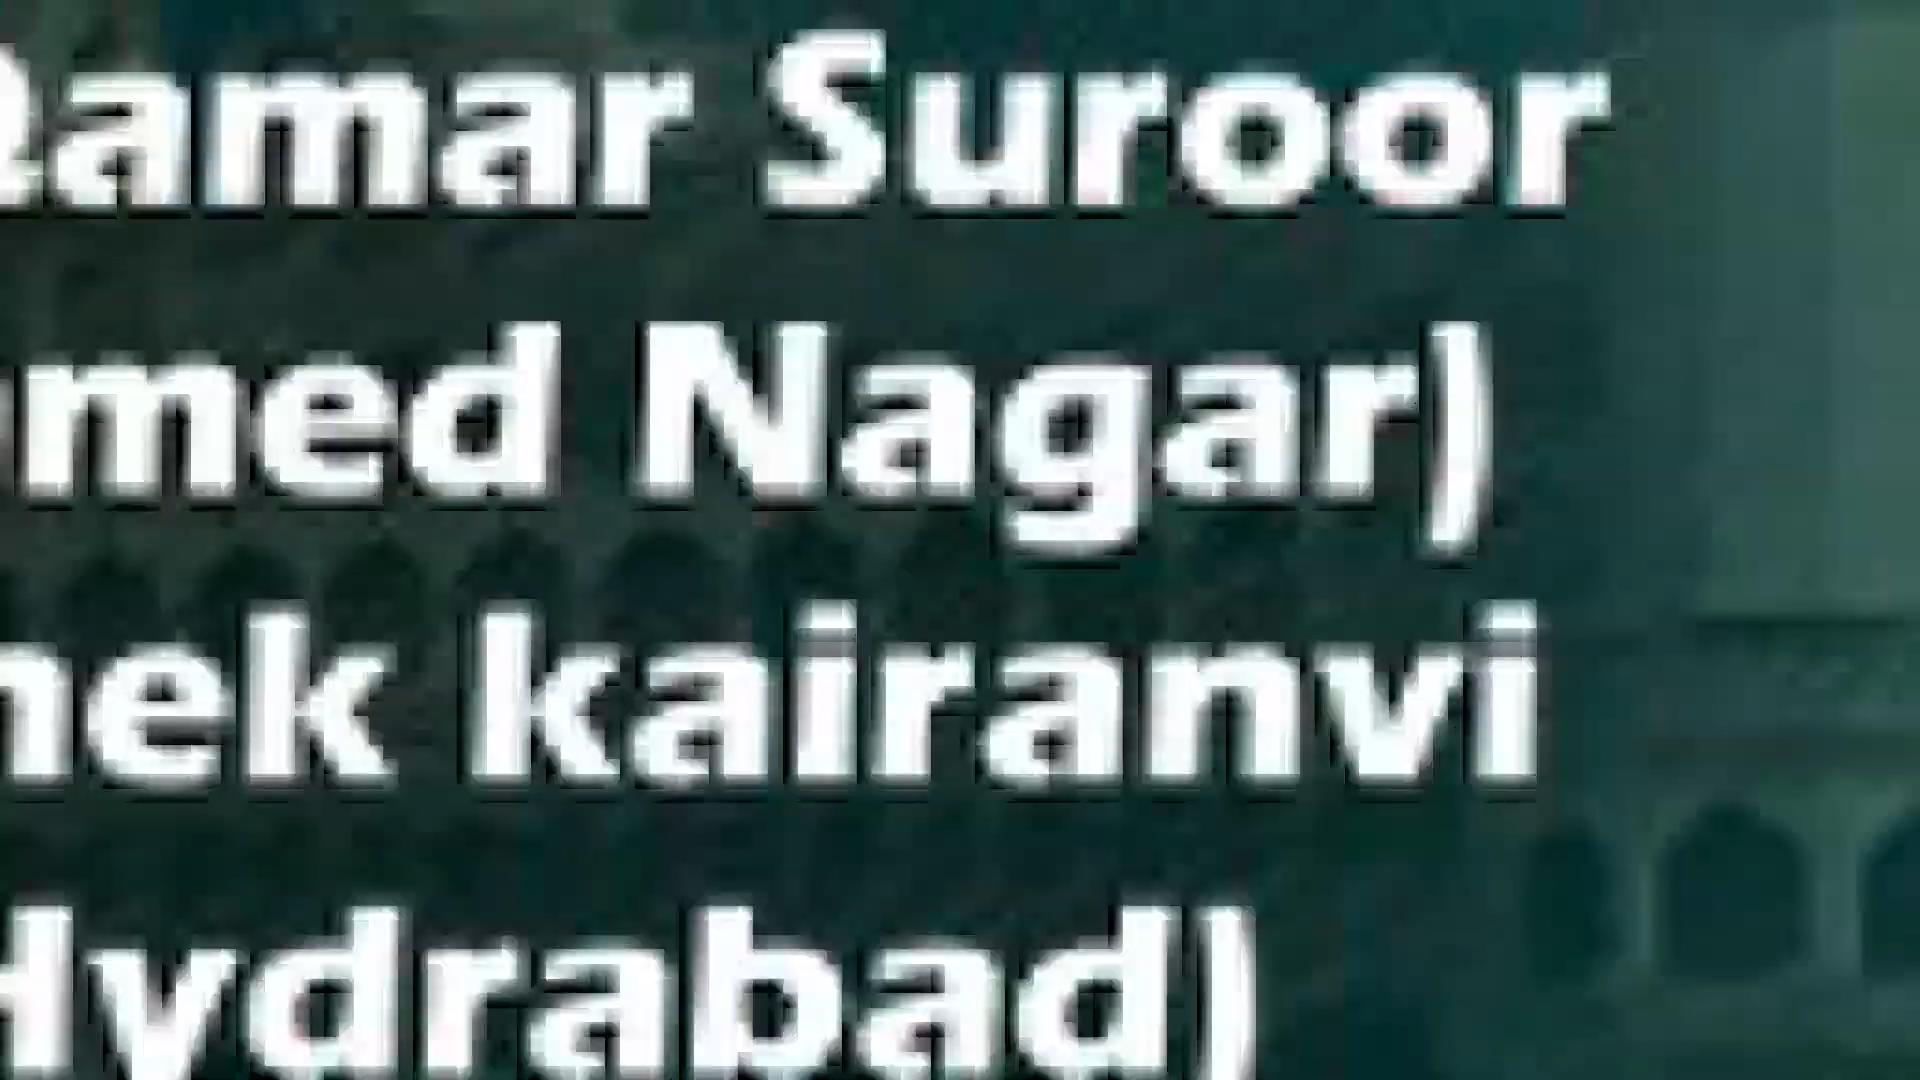 amar Suroor
med Nagar)
ek kairanvi
Hydrabad)